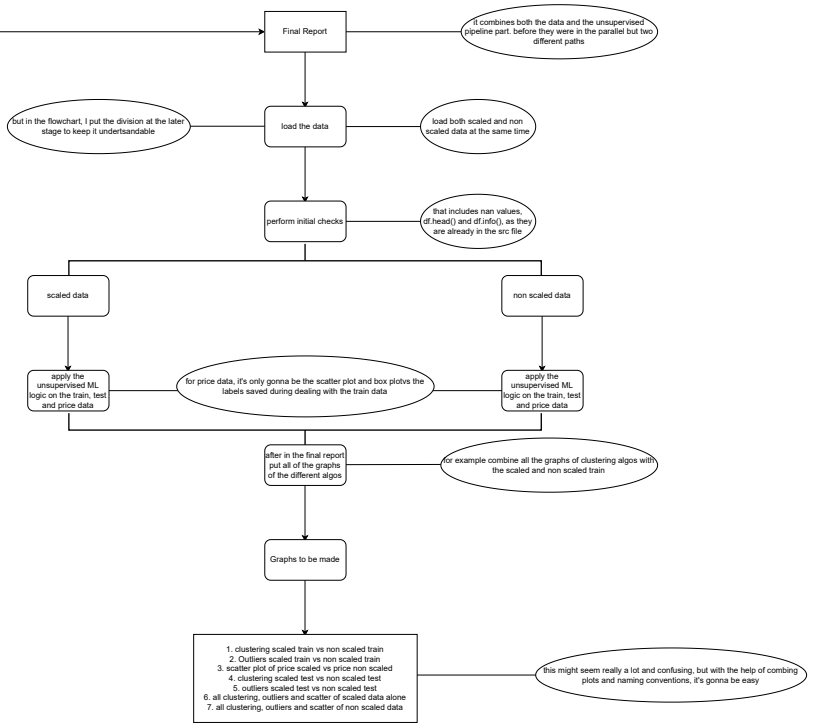 Final Report
it combines both the data and the unsupervised
pipeline part. before they were in the parallel but two
different paths
but in the flowchart, I put the division at the later
stage to keep it undertsandable
load the data
load both scaled and non
scaled data at the same time
perform initial checks
that includes nan values,
df.head() and df.info(), as they
are already in the src file
scaled data
non scaled data
apply the
unsupervised ML
logic on the train, test
and price data
for price data, it's only gonna be the scatter plot and box plotvs the
labels saved during dealing with the train data
apply the
unsupervised ML
logic on the train, test
and price data
after in the final report
put all of the graphs
of the different algos
for example combine all the graphs of clustering algos with
the scaled and non scaled train
Graphs to be made
1. clustering scaled train vs non scaled train
2. Outliers scaled train vs non scaled train
3. scatter plot of price scaled vs price non scaled
4. clustering scaled test vs non scaled test
5. outliers scaled test vs non scaled test
6. all clustering, outliers and scatter of scaled data alone
7. all clustering, outliers and scatter of non scaled data
this might seem really a lot and confusing, but with the help of combing
plots and naming conventions, it's gonna be easy